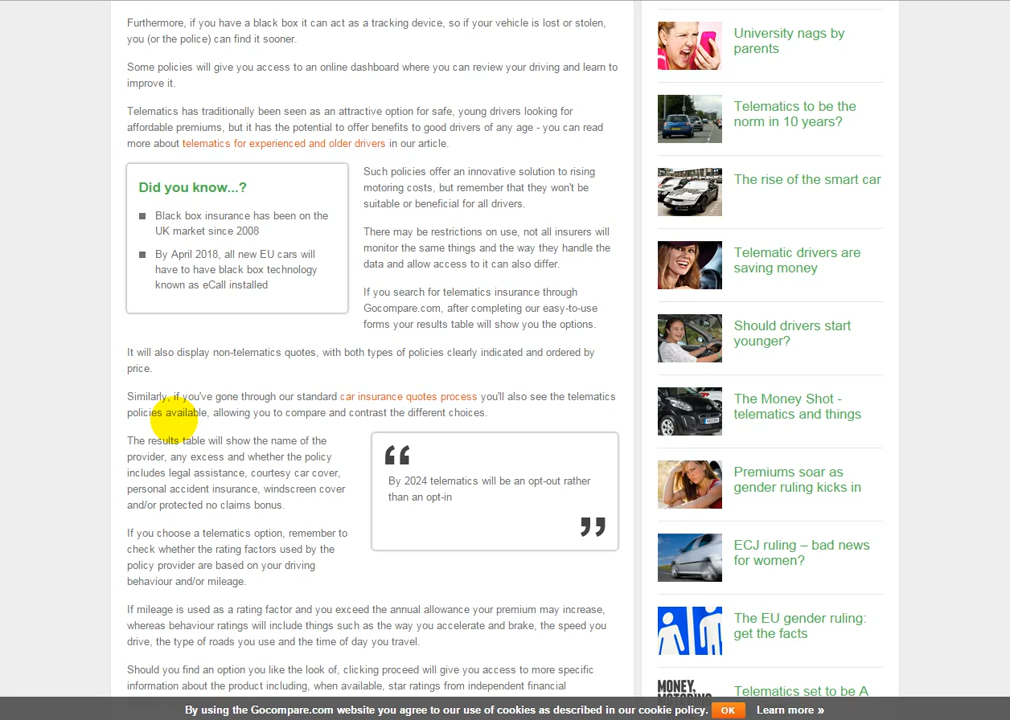 Furthermore, if you have a black box it can act as a tracking device, so if your vehicle is lost or stolen,
you (or the police) can find it sooner.
Some policies will give you access to an online dashboard where you can review your driving and learn to
improve it.
Telematics has traditionally been seen as an attractive option for safe, young drivers looking for
affordable premiums, but it has the potential to offer benefits to good drivers of any age - you can read
more about telematics for experienced and older drivers in our article.
Did you know...?
Black box insurance has been on the
UK market since 2008
By April 2018, all new EU cars will
have to have black box technology
known as eCall installed
Such policies offer an innovative solution to rising
motoring costs, but remember that they won't be
suitable or beneficial for all drivers.
There may be restrictions on use, not all insurers will
monitor the same things and the way they handle the
data and allow access to it can also differ.
If you search for telematics insurance through
Gocompare.com, after completing our easy-to-use
forms your results table will show you the options.
It will also display non-telematics quotes, with both types of policies clearly indicated and ordered by
price.
Similarly, if you've gone through our standard car insurance quotes process you'll also see the telematics
policies available, allowing you to compare and contrast the different choices.
The results table will show the name of the
provider, any excess and whether the policy
includes legal assistance, courtesy car cover,
personal accident insurance, windscreen cover
and/or protected no claims bonus.
If you choose a telematics option, remember to
check whether the rating factors used by the
policy provider are based on your driving
behaviour and/or mileage.
“
By 2024 telematics will be an opt-out rather
than an opt-in
”
If mileage is used as a rating factor and you exceed the annual allowance your premium may increase,
whereas behaviour ratings will include things such as the way you accelerate and brake, the speed you
drive, the type of roads you use and the time of day you travel.
Should you find an option you like the look of, clicking proceed will give you access to more specific
information about the product including, when available, star ratings from independent financial
University nags by
parents
Telematics to be the
norm in 10 years?
The rise of the smart car
Telematic drivers are
saving money
Should drivers start
younger?
The Money Shot -
telematics and things
Premiums soar as
gender ruling kicks in
ECJ ruling – bad news
for women?
The EU gender ruling:
get the facts
MONEY,
MOTORING
Telematics set to be A
By using the Gocompare.com website you agree to our use of cookies as described in our cookie policy. OK Learn more »